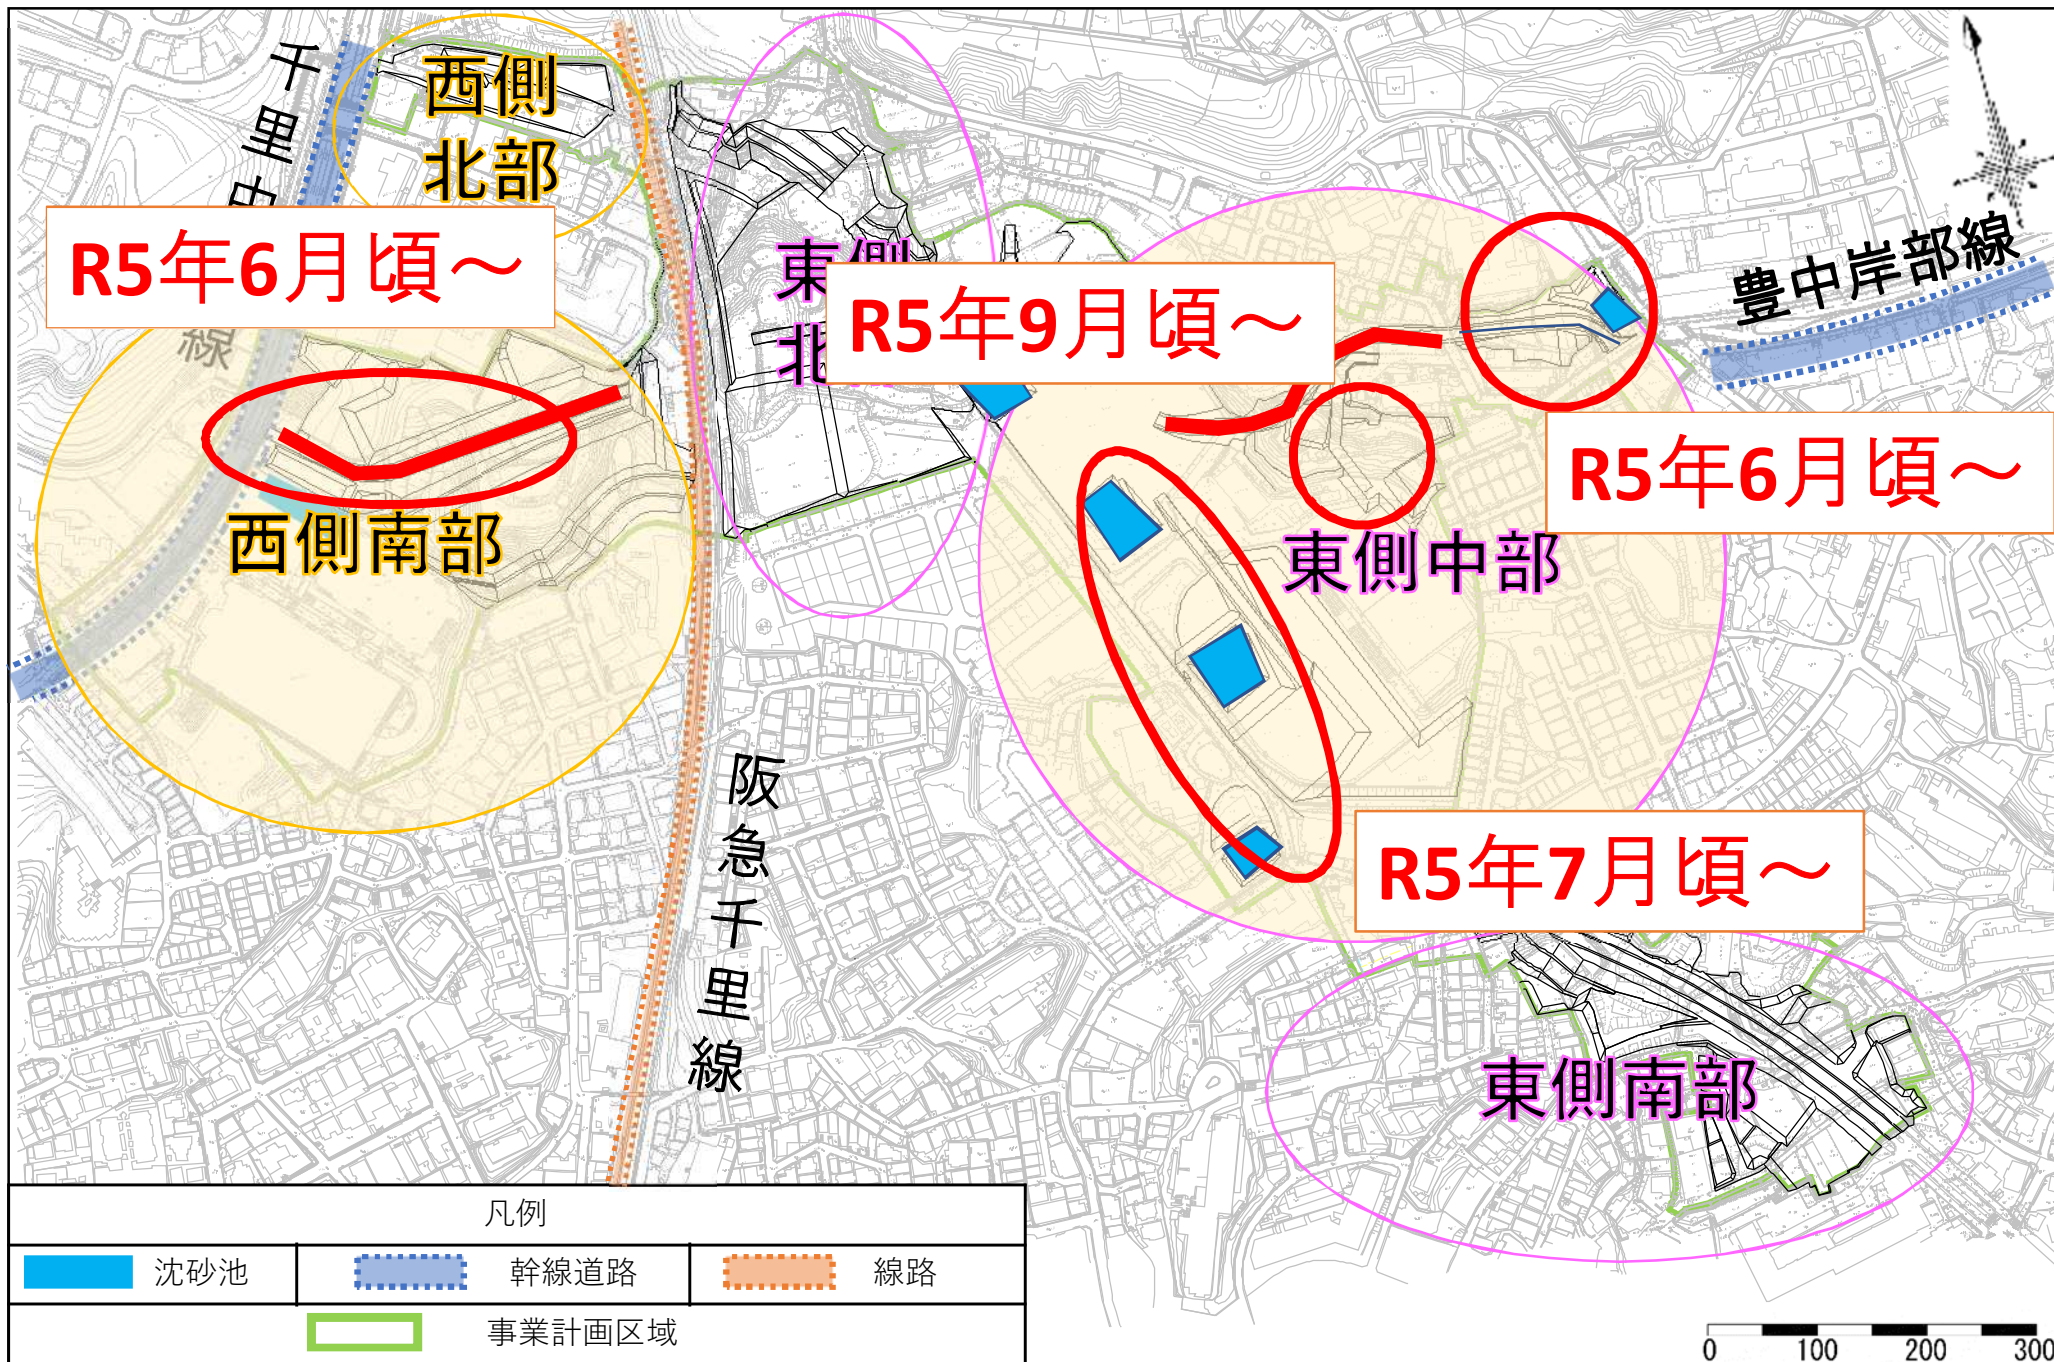 千里中
線
西側
北部
R5年6月頃～
西側南部
東側
北
R5年9月頃～
豊中岸部線
R5年6月頃～
東側中部
R5年7月頃～
阪急千里線
東側南部
凡例
沈砂池
幹線道路
線路
事業計画区域
0 100 200 300